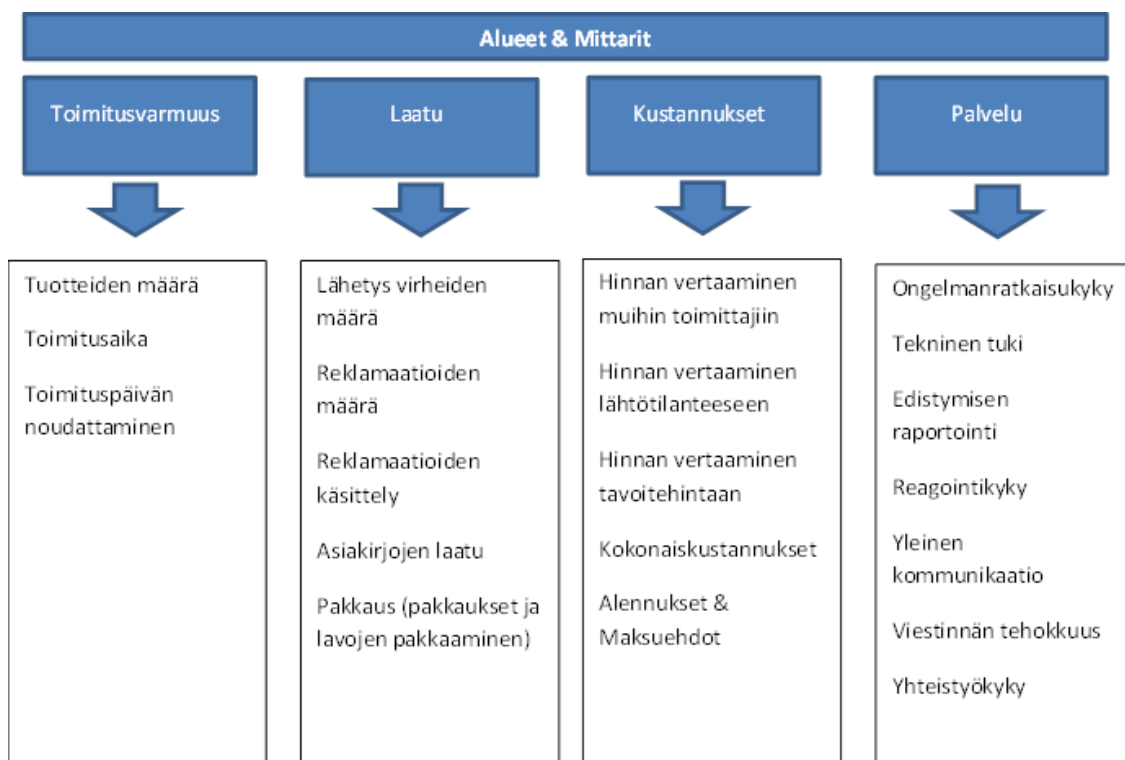 Alueet & Mittarit
Toimitusvarmuus
Laatu
Kustannukset
Palvelu
Tuotteiden määrä
Toimitusaika
Toimituspäivän
noudattaminen
Lähetys virheiden
määrä
Reklamaatioiden
määrä
Reklamaatioiden
käsittely
Asiakirjojen laatu
Pakkaus (pakkaukset ja
lavojen pakkaaminen)
Hinnan vertaaminen
muihin toimittajiin
Hinnan vertaaminen
lähtötilanteeseen
Hinnan vertaaminen
tavoitehintaan
Kokonaiskustannukset
Alennukset &
Maksuehdot
Ongelmanratkaisukyky
Tekninen tuki
Edistymisen
raportointi
Reagointikyky
Yleinen
kommunikaatio
Viestinnän tehokkuus
Yhteistyökyky